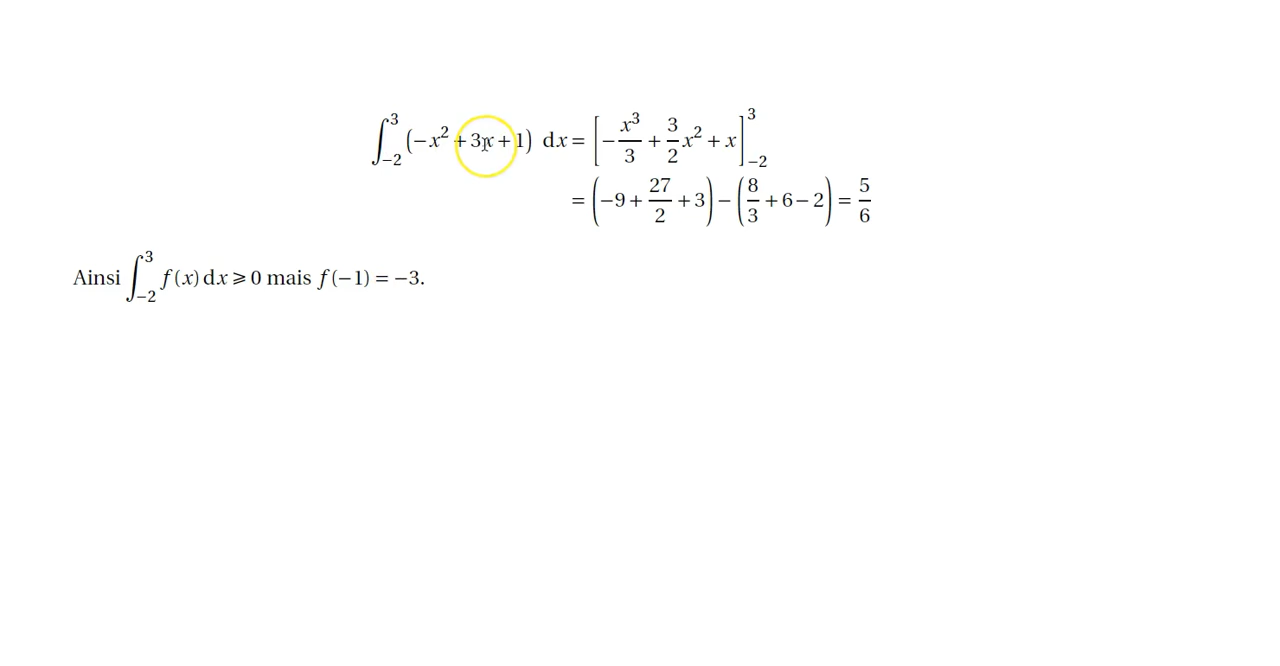 ∫_{-2}^{3} (−x² + 3x + 1) dx = [−x³/3 + 3/2 x² + x]_{-2}^{3}
= (−9 + 27/2 + 3) − (8/3 + 6 − 2) = 5/6
Ainsi ∫_{-2}^{3} f(x) dx ⩾ 0 mais f(−1) = −3.